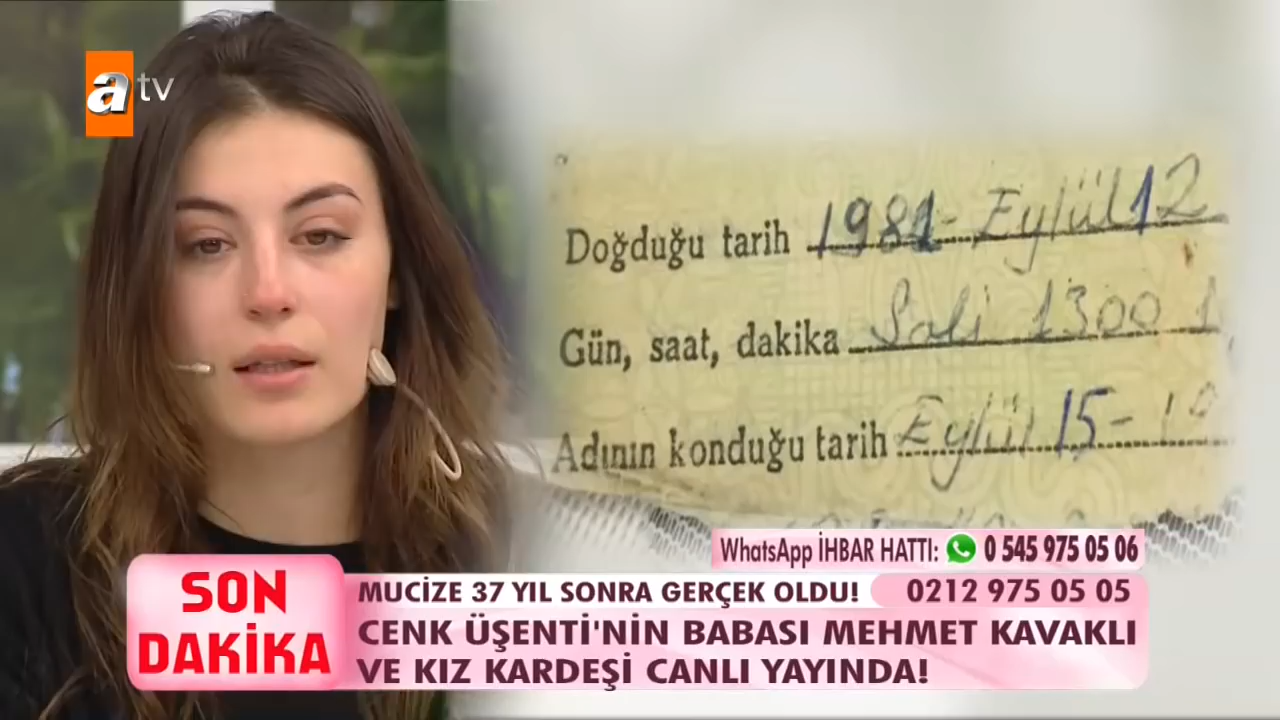 atv
Doğduğu tarih 1981- Eylül 12
Gün, saat, dakika Sali 1300
Adının konduğu tarih Eylül 15-
WhatsApp İHBAR HATTI: 0 545 975 05 06
SON DAKİKA
MUCİZE 37 YIL SONRA GERÇEK OLDU! 0212 975 05 05
CENK ÜŞENTİ'NİN BABASI MEHMET KAVAKLI
VE KIZ KARDEŞİ CANLI YAYINDA!